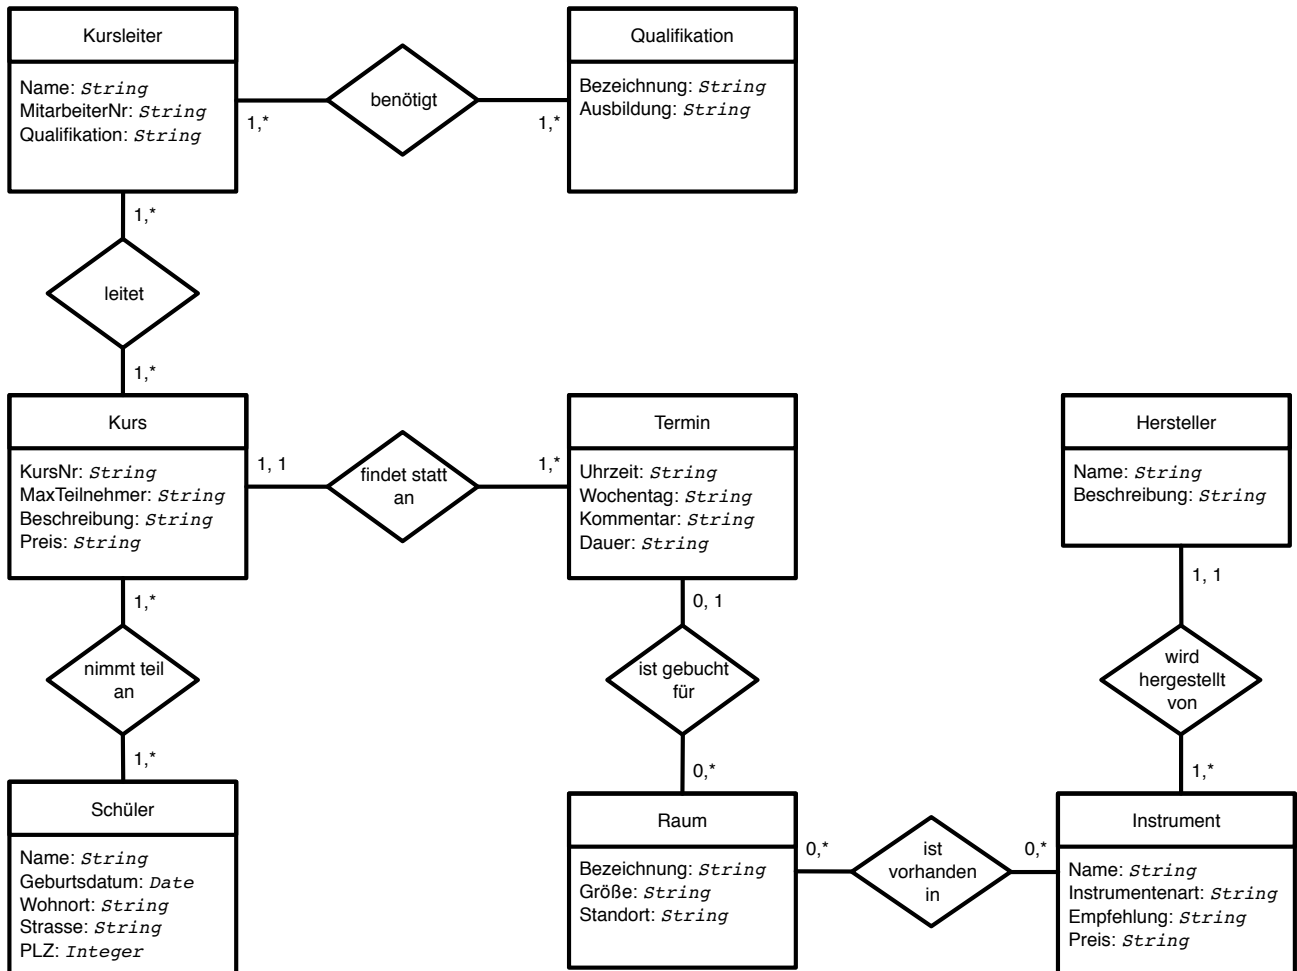 Kursleiter
Name: String
MitarbeiterNr: String
Qualifikation: String
1,*
benötigt
1,*
Qualifikation
Bezeichnung: String
Ausbildung: String
1,*
leitet
1,*
Kurs
KursNr: String
MaxTeilnehmer: String
Beschreibung: String
Preis: String
1, 1
findet statt
an
1,*
Termin
Uhrzeit: String
Wochentag: String
Kommentar: String
Dauer: String
Hersteller
Name: String
Beschreibung: String
1,*
nimmt teil
an
1,*
0, 1
ist gebucht
für
0,*
1, 1
wird
hergestellt
von
1,*
Schüler
Name: String
Geburtsdatum: Date
Wohnort: String
Strasse: String
PLZ: Integer
Raum
Bezeichnung: String
Größe: String
Standort: String
0,*
ist
vorhanden
in
0,*
Instrument
Name: String
Instrumentenart: String
Empfehlung: String
Preis: String